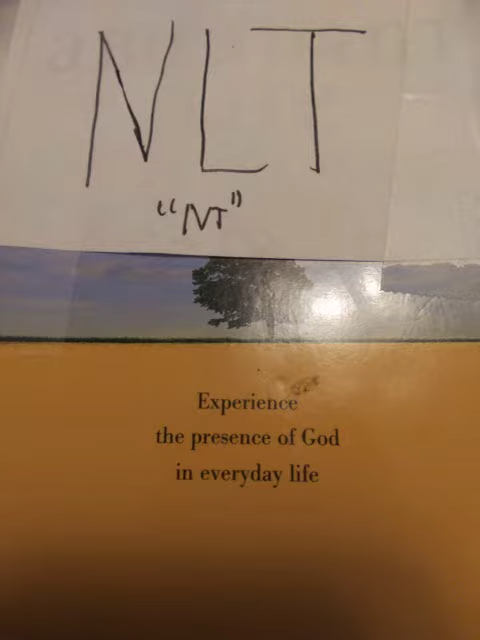 NLT
"NT"
Experience
the presence of God
in everyday life